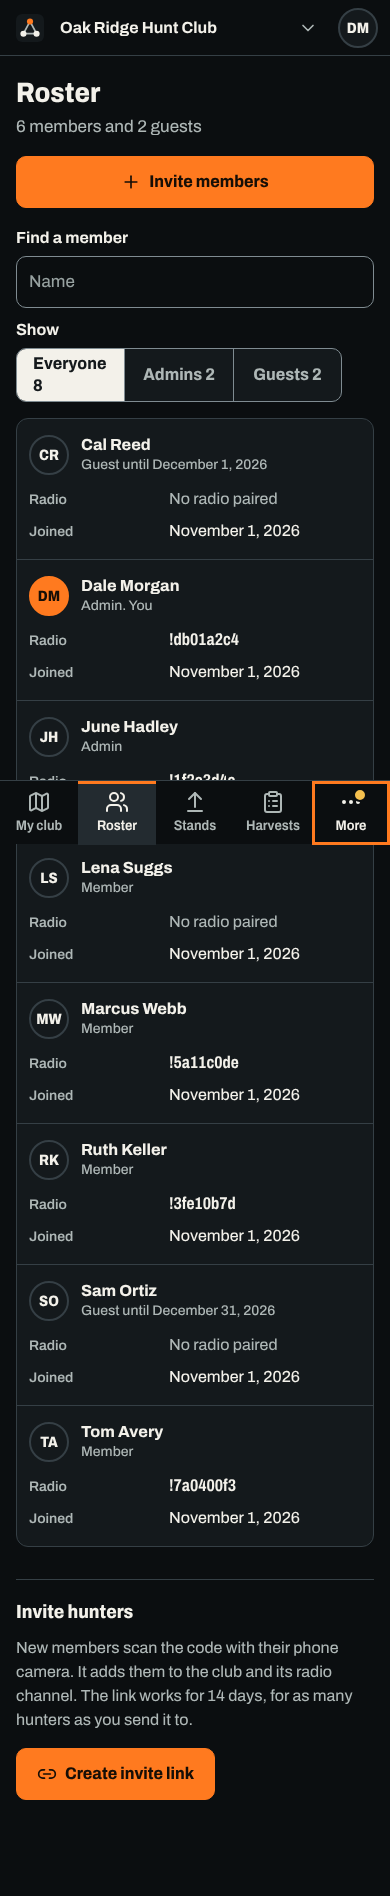 Oak Ridge Hunt Club
DM
Roster
6 members and 2 guests
Invite members
Find a member
Name
Show
Everyone
8
Admins 2
Guests 2
CR
Cal Reed
Guest until December 1, 2026
Radio
No radio paired
Joined
November 1, 2026
DM
Dale Morgan
Admin. You
Radio
!db01a2c4
Joined
November 1, 2026
JH
June Hadley
Admin
My club
Roster
Stands
Harvests
More
LS
Lena Suggs
Member
Radio
No radio paired
Joined
November 1, 2026
MW
Marcus Webb
Member
Radio
!5a11c0de
Joined
November 1, 2026
RK
Ruth Keller
Member
Radio
!3fe10b7d
Joined
November 1, 2026
SO
Sam Ortiz
Guest until December 31, 2026
Radio
No radio paired
Joined
November 1, 2026
TA
Tom Avery
Member
Radio
!7a0400f3
Joined
November 1, 2026
Invite hunters
New members scan the code with their phone
camera. It adds them to the club and its radio
channel. The link works for 14 days, for as many
hunters as you send it to.
Create invite link